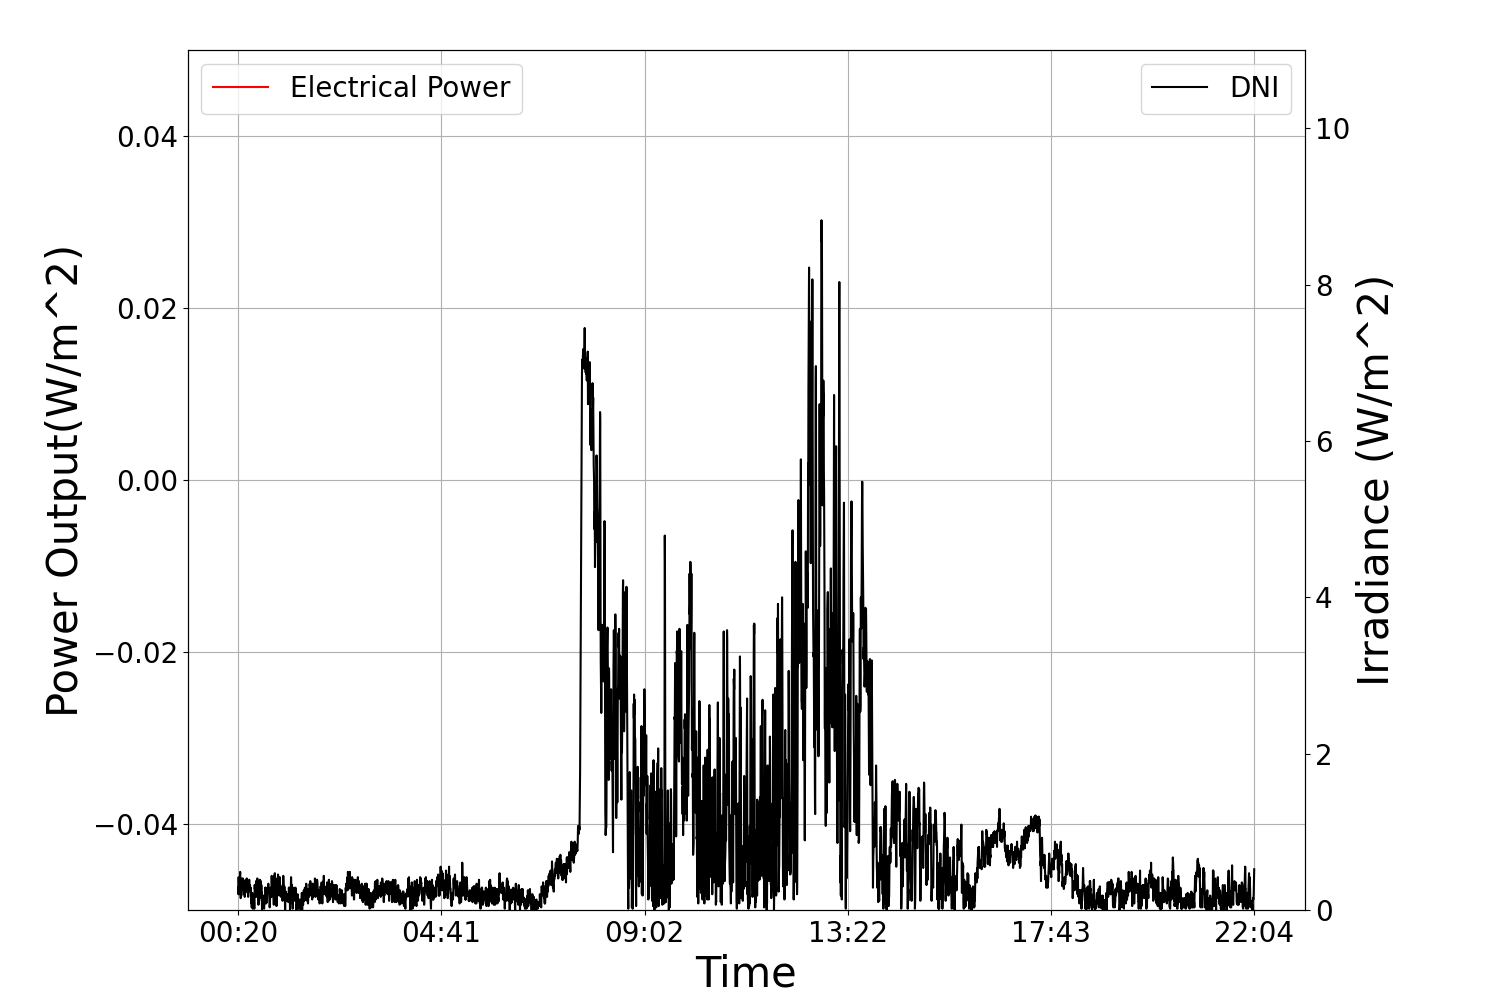 Electrical Power
DNI
0.04
0.02
0.00
−0.02
−0.04
Power Output(W/m^2)
10
8
6
4
2
0
Irradiance (W/m^2)
00:20 04:41 09:02 13:22 17:43 22:04
Time